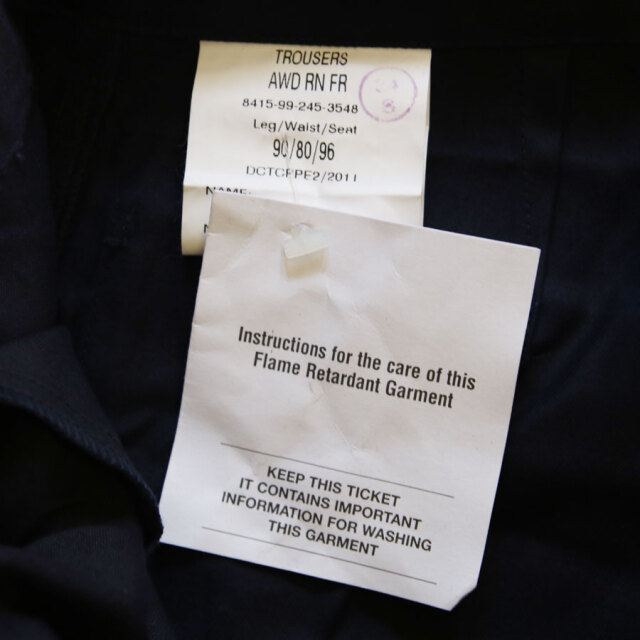 TROUSERS
AWD RN FR
8415-99-245-3548
Leg/Waist/Seat
90/80/96
DCTCFPE2/2011
NAME:
Instructions for the care of this
Flame Retardant Garment
KEEP THIS TICKET
IT CONTAINS IMPORTANT
INFORMATION FOR WASHING
THIS GARMENT